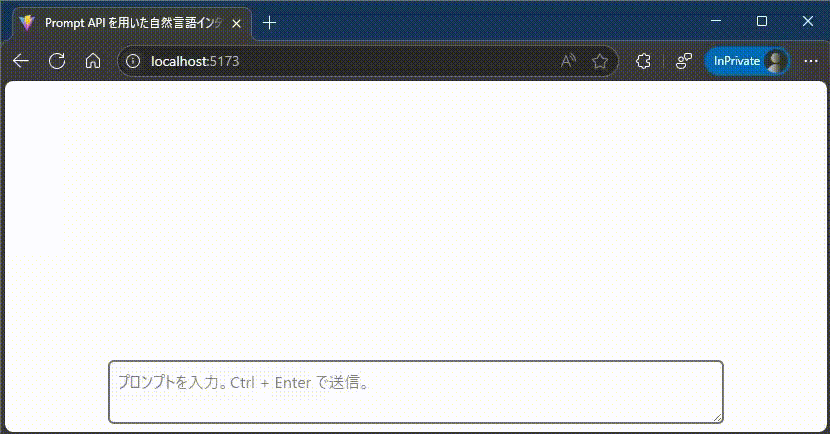 Prompt API を用いた自然言語イン
localhost:5173
InPrivate
プロンプトを入力。Ctrl + Enter で送信。